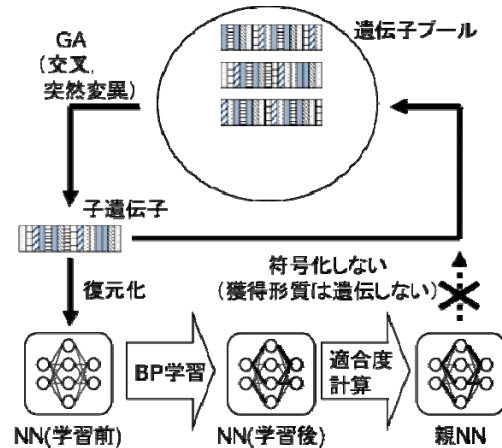 GA
(交叉,
突然変異)
遺伝子プール
子遺伝子
復元化
符号化しない
(獲得形質は遺伝しない)
BP学習
適合度
計算
NN(学習前)
NN(学習後)
親NN